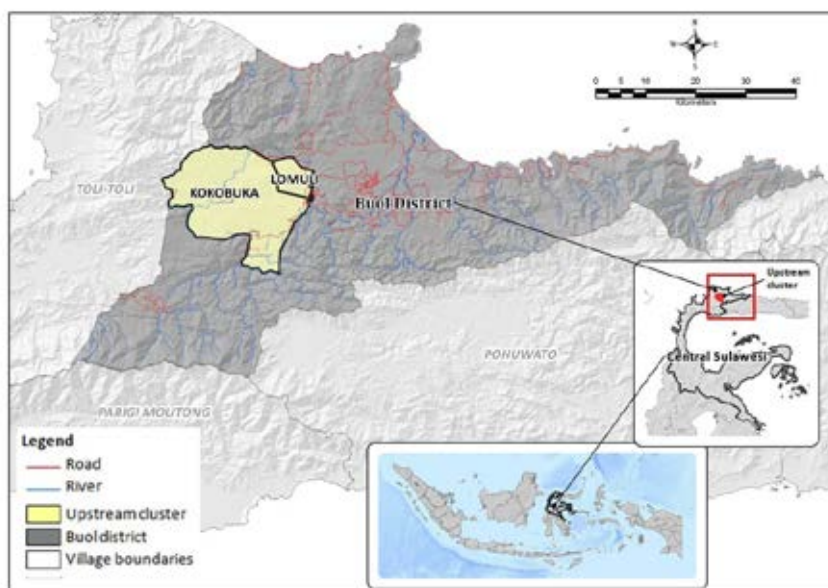 N
W
E
S
0 5 10 20 30 40
Kilometers
TOLI-TOLI
KOKOBUKA
LOMULI
Buol District
Upstream
cluster
Central Sulawesi
POHUWATO
PARIGI MOUTONG
Legend
Road
River
Upstream cluster
Buol district
Village boundaries